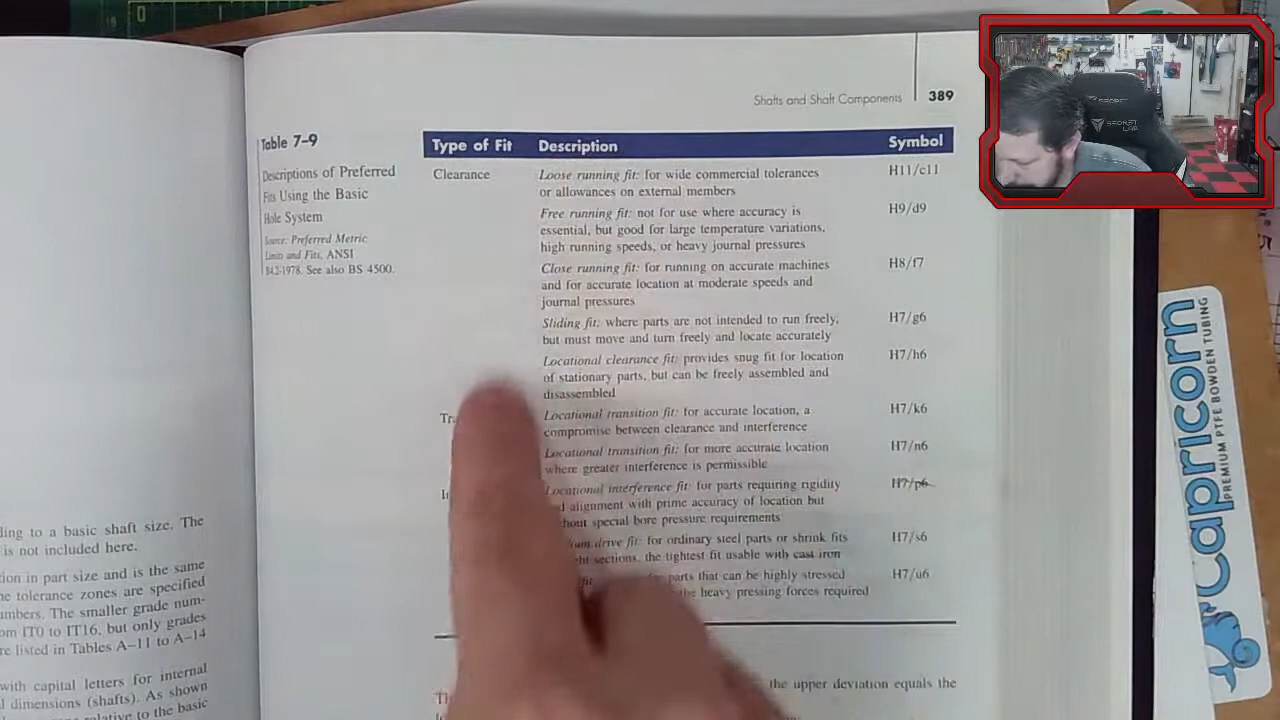 Shafts and Shaft Components 389
Table 7–9
Descriptions of Preferred
Fits Using the Basic
Hole System
Source: Preferred Metric
Limits and Fits, ANSI
B4.2-1978. See also BS 4500.
Type of Fit Description Symbol
Clearance Loose running fit: for wide commercial tolerances H11/c11
or allowances on external members
Free running fit: not for use where accuracy is H9/d9
essential, but good for large temperature variations,
high running speeds, or heavy journal pressures
Close running fit: for running on accurate machines H8/f7
and for accurate location at moderate speeds and
journal pressures
Sliding fit: where parts are not intended to run freely, H7/g6
but must move and turn freely and locate accurately
Locational clearance fit: provides snug fit for location H7/h6
of stationary parts, but can be freely assembled and
disassembled
Locational transition fit: for accurate location, a H7/k6
compromise between clearance and interference
Locational transition fit: for more accurate location H7/n6
where greater interference is permissible
Locational interference fit: for parts requiring rigidity H7/p6
alignment with prime accuracy of location but
special bore pressure requirements
drive fit: for ordinary steel parts or shrink fits H7/s6
sections, the tightest fit usable with cast iron
parts that can be highly stressed H7/u6
the heavy pressing forces required
the upper deviation equals the
ding to a basic shaft size. The
is not included here.
ion in part size and is the same
tolerance zones are specified
umbers. The smaller grade num-
om IT0 to IT16, but only grades
re listed in Tables A–11 to A–14
with capital letters for internal
l dimensions (shafts). As shown
relative to the basic
Capricorn
PREMIUM PTFE BOWDEN TUBING
SECRET
LAB
0